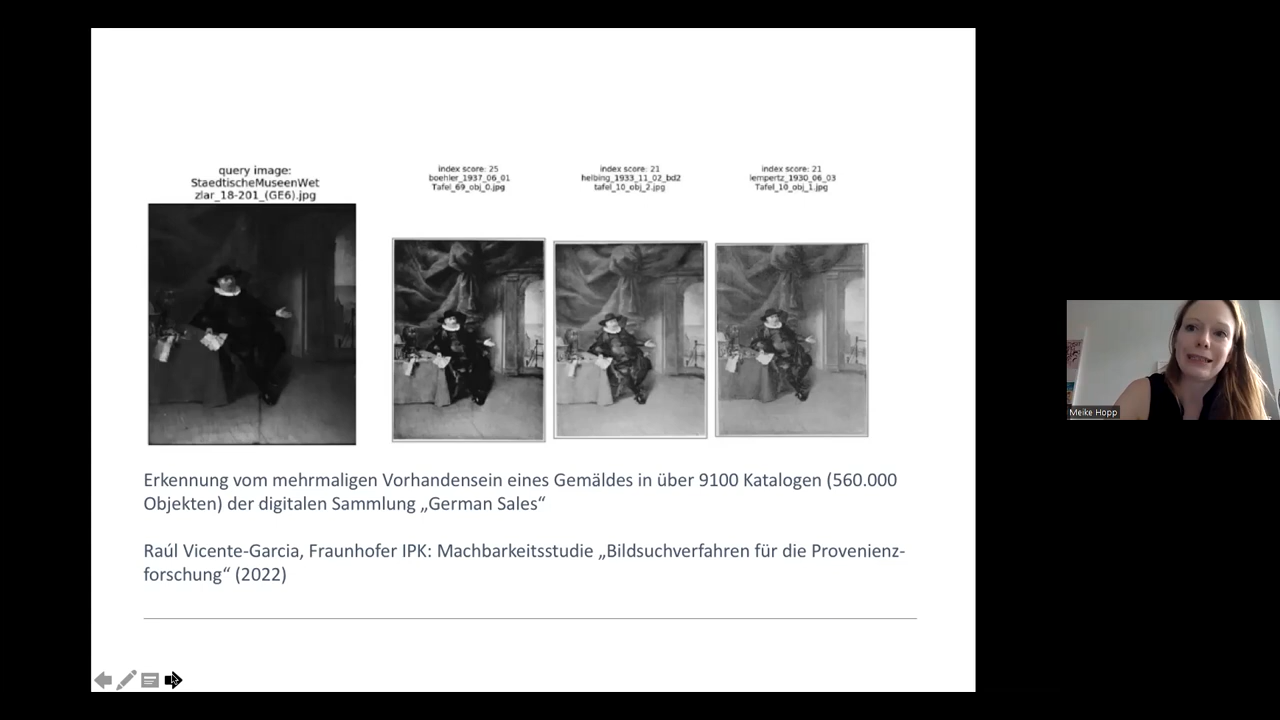 query image:
StaedtischeMuseenWet
zlar_18-201_(GE6).jpg
index score: 25
boehler_1937_06_01
Tafel_69_obj_0.jpg
index score: 21
helbing_1933_11_02_bd2
tafel_10_obj_2.jpg
index score: 21
lempertz_1930_06_03
Tafel_10_obj_1.jpg
Erkennung vom mehrmaligen Vorhandensein eines Gemäldes in über 9100 Katalogen (560.000
Objekten) der digitalen Sammlung „German Sales“
Raúl Vicente-Garcia, Fraunhofer IPK: Machbarkeitsstudie „Bildsuchverfahren für die Provenienz-
forschung“ (2022)
Meike Hopp